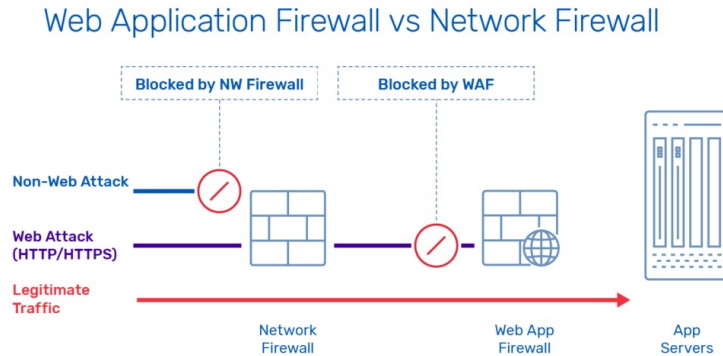 Web Application Firewall vs Network Firewall
Blocked by NW Firewall
Blocked by WAF
Non-Web Attack
Web Attack
(HTTP/HTTPS)
Legitimate
Traffic
Network
Firewall
Web App
Firewall
App
Servers